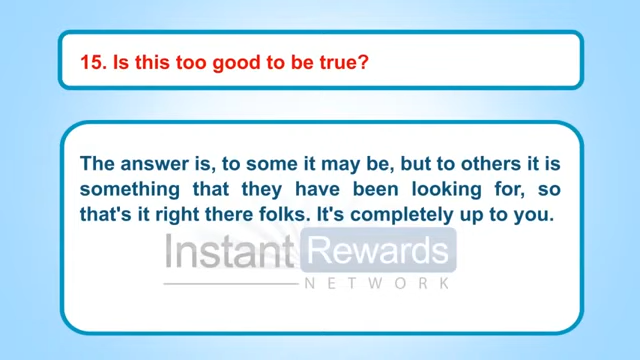 15. Is this too good to be true?
The answer is, to some it may be, but to others it is
something that they have been looking for, so
that's it right there folks. It's completely up to you.
Instant Rewards
NETWORK